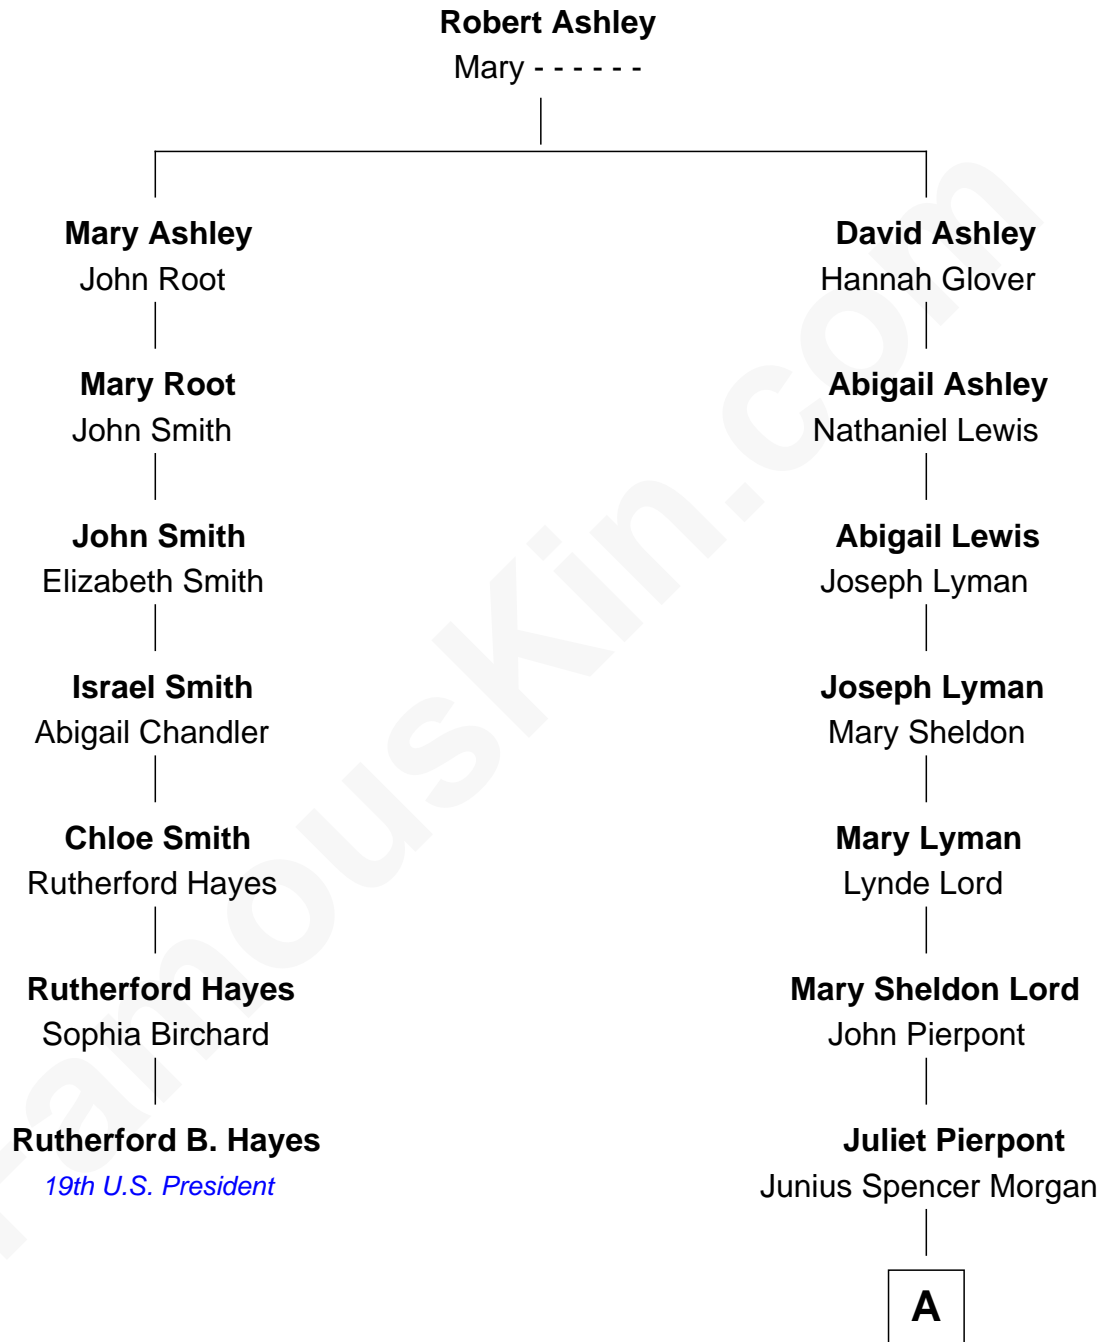 Robert Ashley
Mary - - - - - -
Mary Ashley
John Root
David Ashley
Hannah Glover
Mary Root
John Smith
Abigail Ashley
Nathaniel Lewis
John Smith
Elizabeth Smith
Abigail Lewis
Joseph Lyman
Israel Smith
Abigail Chandler
Joseph Lyman
Mary Sheldon
Chloe Smith
Rutherford Hayes
Mary Lyman
Lynde Lord
Rutherford Hayes
Sophia Birchard
Mary Sheldon Lord
John Pierpont
Rutherford B. Hayes
19th U.S. President
Juliet Pierpont
Junius Spencer Morgan
A
FamousKin.com